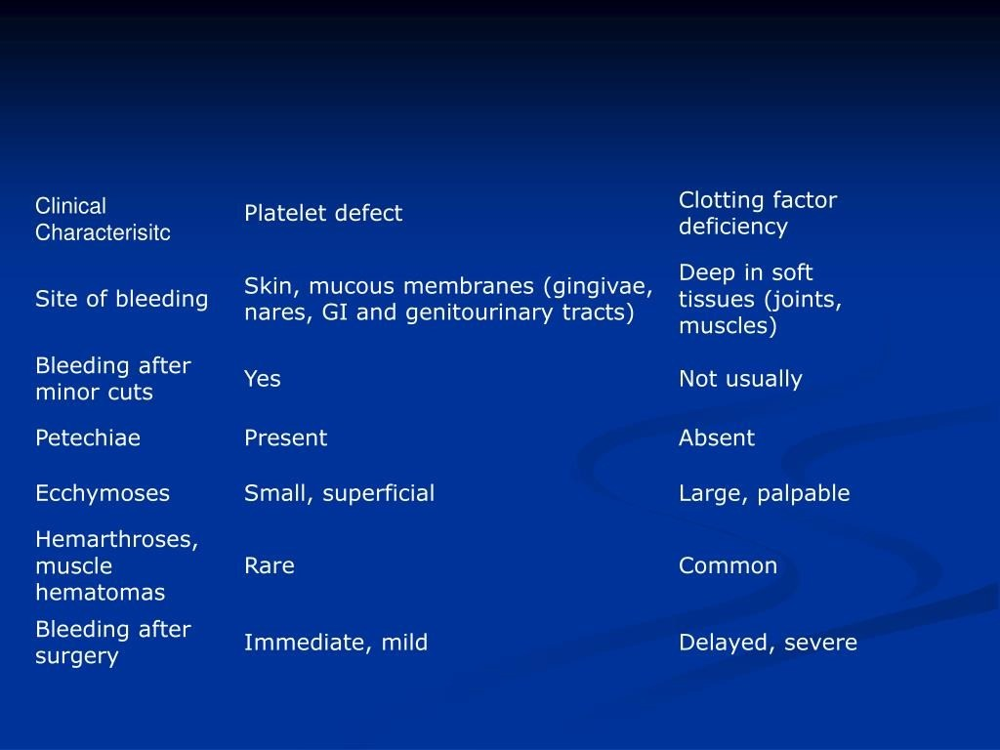 Clinical
Characterisitc
Platelet defect
Clotting factor
deficiency
Site of bleeding
Skin, mucous membranes (gingivae,
nares, GI and genitourinary tracts)
Deep in soft
tissues (joints,
muscles)
Bleeding after
minor cuts
Yes
Not usually
Petechiae
Present
Absent
Ecchymoses
Small, superficial
Large, palpable
Hemarthroses,
muscle
hematomas
Rare
Common
Bleeding after
surgery
Immediate, mild
Delayed, severe